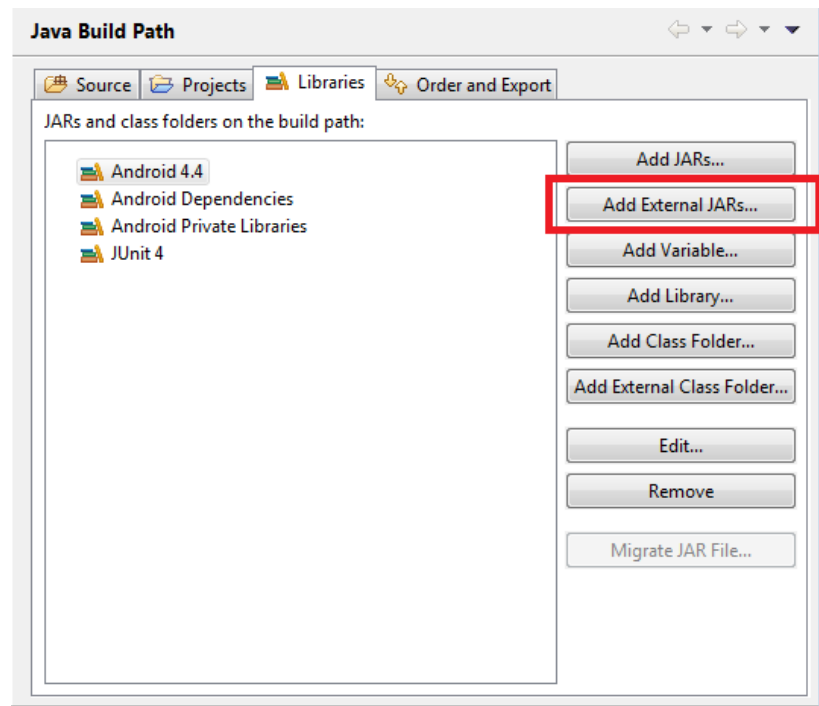 Java Build Path
Source Projects Libraries Order and Export
JARs and class folders on the build path:
Android 4.4
Android Dependencies
Android Private Libraries
JUnit 4
Add JARs...
Add External JARs...
Add Variable...
Add Library...
Add Class Folder...
Add External Class Folder...
Edit...
Remove
Migrate JAR File...